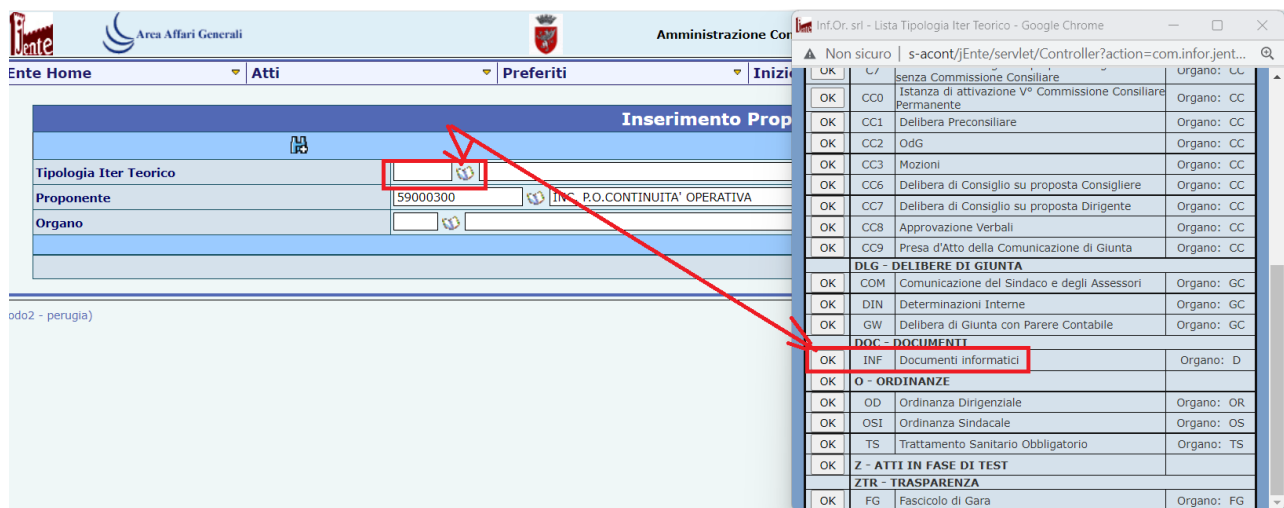 jente
Area Affari Generali
Amministrazione Con
Ente Home
Atti
Preferiti
Inizi
Inserimento Prop
Tipologia Iter Teorico
Proponente 59000300 INC. P.O.CONTINUITA' OPERATIVA
Organo
odo2 - perugia)
Inf.Or. srl - Lista Tipologia Iter Teorico - Google Chrome
Non sicuro | s-acont/jEnte/servlet/Controller?action=com.infor.jent...
OK C7 senza Commissione Consiliare Organo: CC
OK CC0 Istanza di attivazione V° Commissione Consiliare Permanente Organo: CC
OK CC1 Delibera Preconsiliare Organo: CC
OK CC2 OdG Organo: CC
OK CC3 Mozioni Organo: CC
OK CC6 Delibera di Consiglio su proposta Consigliere Organo: CC
OK CC7 Delibera di Consiglio su proposta Dirigente Organo: CC
OK CC8 Approvazione Verbali Organo: CC
OK CC9 Presa d'Atto della Comunicazione di Giunta Organo: CC
DLG - DELIBERE DI GIUNTA
OK COM Comunicazione del Sindaco e degli Assessori Organo: GC
OK DIN Determinazioni Interne Organo: GC
OK GW Delibera di Giunta con Parere Contabile Organo: GC
DOC - DOCUMENTI
OK INF Documenti informatici Organo: D
OK O - ORDINANZE
OK OD Ordinanza Dirigenziale Organo: OR
OK OSI Ordinanza Sindacale Organo: OS
OK TS Trattamento Sanitario Obbligatorio Organo: TS
OK Z - ATTI IN FASE DI TEST
ZTR - TRASPARENZA
OK FG Fascicolo di Gara Organo: FG